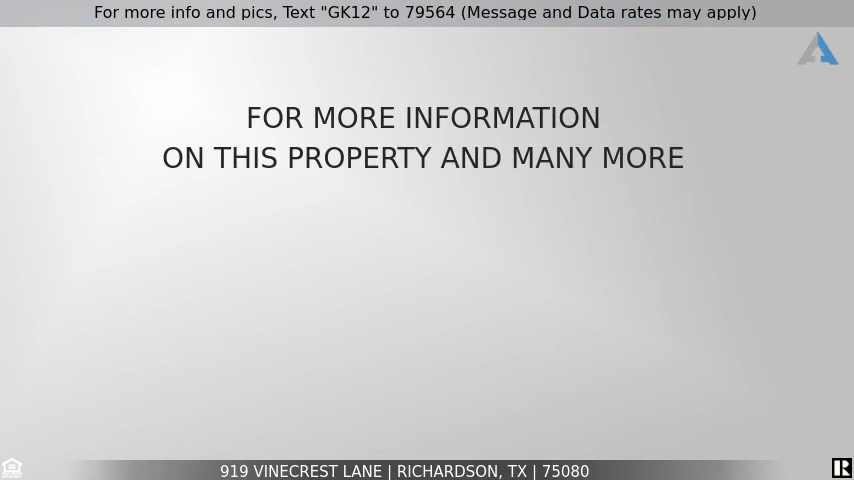 For more info and pics, Text "GK12" to 79564 (Message and Data rates may apply)
FOR MORE INFORMATION
ON THIS PROPERTY AND MANY MORE
919 VINECREST LANE | RICHARDSON, TX | 75080